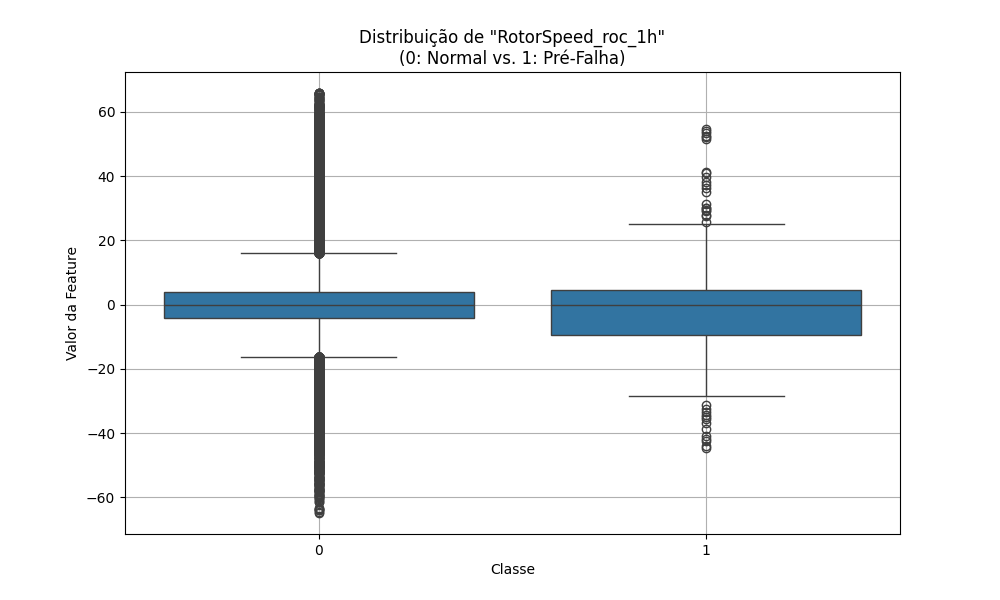 Distribuição de "RotorSpeed_roc_1h"
(0: Normal vs. 1: Pré-Falha)
Valor da Feature
60
40
20
0
−20
−40
−60
0
1
Classe